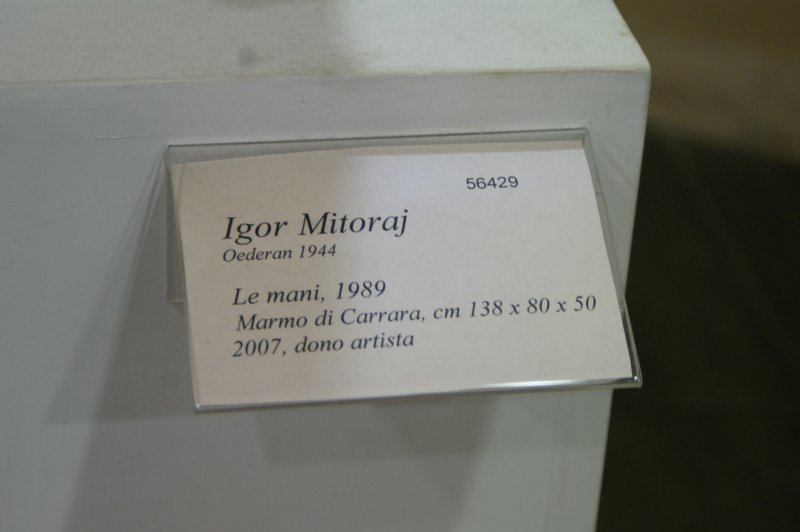 56429
Igor Mitoraj
Oederan 1944
Le mani, 1989
Marmo di Carrara, cm 138 x 80 x 50
2007, dono artista